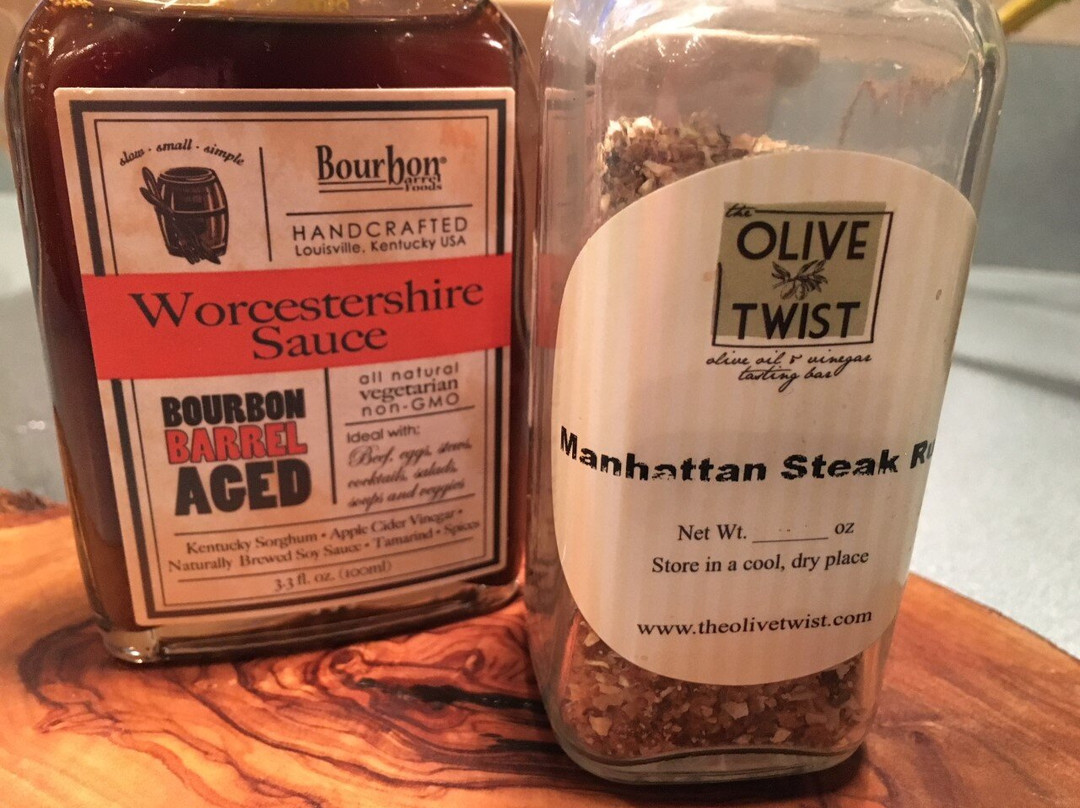 slow · small · simple
Bourbon®
Barrel
Foods
HANDCRAFTED
Louisville, Kentucky USA
Worcestershire
Sauce
BOURBON
BARREL
AGED
all natural
vegetarian
non-GMO
Ideal with:
Beef, eggs, stews,
cocktails, salads,
soups and veggies
Kentucky Sorghum • Apple Cider Vinegar •
Naturally Brewed Soy Sauce • Tamarind • Spices
3.3 fl. oz. (100ml)
the
OLIVE
TWIST
olive oil & vinegar
tasting bar
Manhattan Steak Ru
Net Wt. _______ oz
Store in a cool, dry place
www.theolivetwist.com